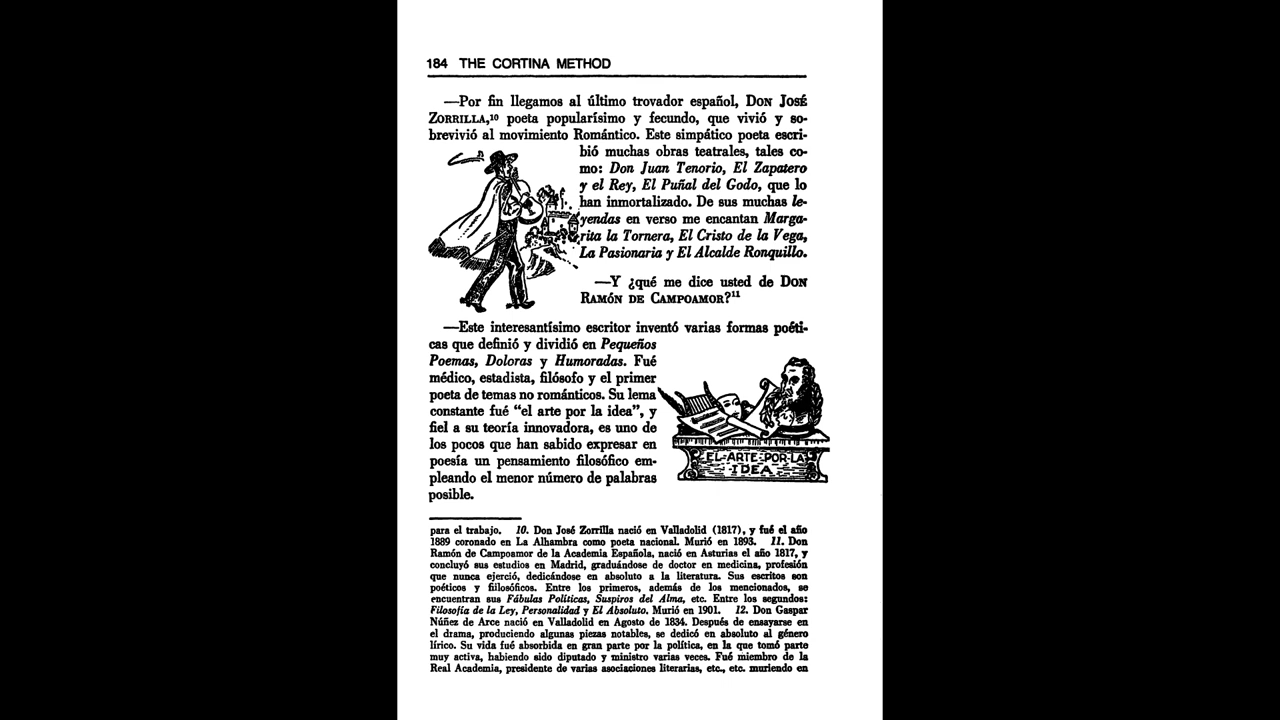 184 THE CORTINA METHOD
—Por fin llegamos al último trovador español, DON JOSÉ
ZORRILLA,¹⁰ poeta popularísimo y fecundo, que vivió y so-
brevivió al movimiento Romántico. Este simpático poeta escri-
bió muchas obras teatrales, tales co-
mo: Don Juan Tenorio, El Zapatero
y el Rey, El Puñal del Godo, que lo
han inmortalizado. De sus muchas le-
yendas en verso me encantan Marga-
rita la Tornera, El Cristo de la Vega,
La Pasionaria y El Alcalde Ronquillo.
—Y ¿qué me dice usted de DON
RAMÓN DE CAMPOAMOR?¹¹
—Este interesantísimo escritor inventó varias formas poéti-
cas que definió y dividió en Pequeños
Poemas, Doloras y Humoradas. Fué
médico, estadista, filósofo y el primer
poeta de temas no románticos. Su lema
constante fué "el arte por la idea", y
fiel a su teoría innovadora, es uno de
los pocos que han sabido expresar en
poesía un pensamiento filosófico em-
pleando el menor número de palabras
posible.
EL-ARTE-POR-LA
IDEA
para el trabajo. 10. Don José Zorrilla nació en Valladolid (1817), y fué el año
1889 coronado en La Alhambra como poeta nacional. Murió en 1893. 11. Don
Ramón de Campoamor de la Academia Española, nació en Asturias el año 1817, y
concluyó sus estudios en Madrid, graduándose de doctor en medicina, profesión
que nunca ejerció, dedicándose en absoluto a la literatura. Sus escritos son
poéticos y fiilosóficos. Entre los primeros, además de los mencionados, se
encuentran sus Fábulas Políticas, Suspiros del Alma, etc. Entre los segundos:
Filosofía de la Ley, Personalidad y El Absoluto. Murió en 1901. 12. Don Gaspar
Núñez de Arce nació en Valladolid en Agosto de 1834. Después de ensayarse en
el drama, produciendo algunas piezas notables, se dedicó en absoluto al género
lírico. Su vida fué absorbida en gran parte por la política, en la que tomó parte
muy activa, habiendo sido diputado y ministro varias veces. Fué miembro de la
Real Academia, presidente de varias asociaciones literarias, etc., etc. muriendo en